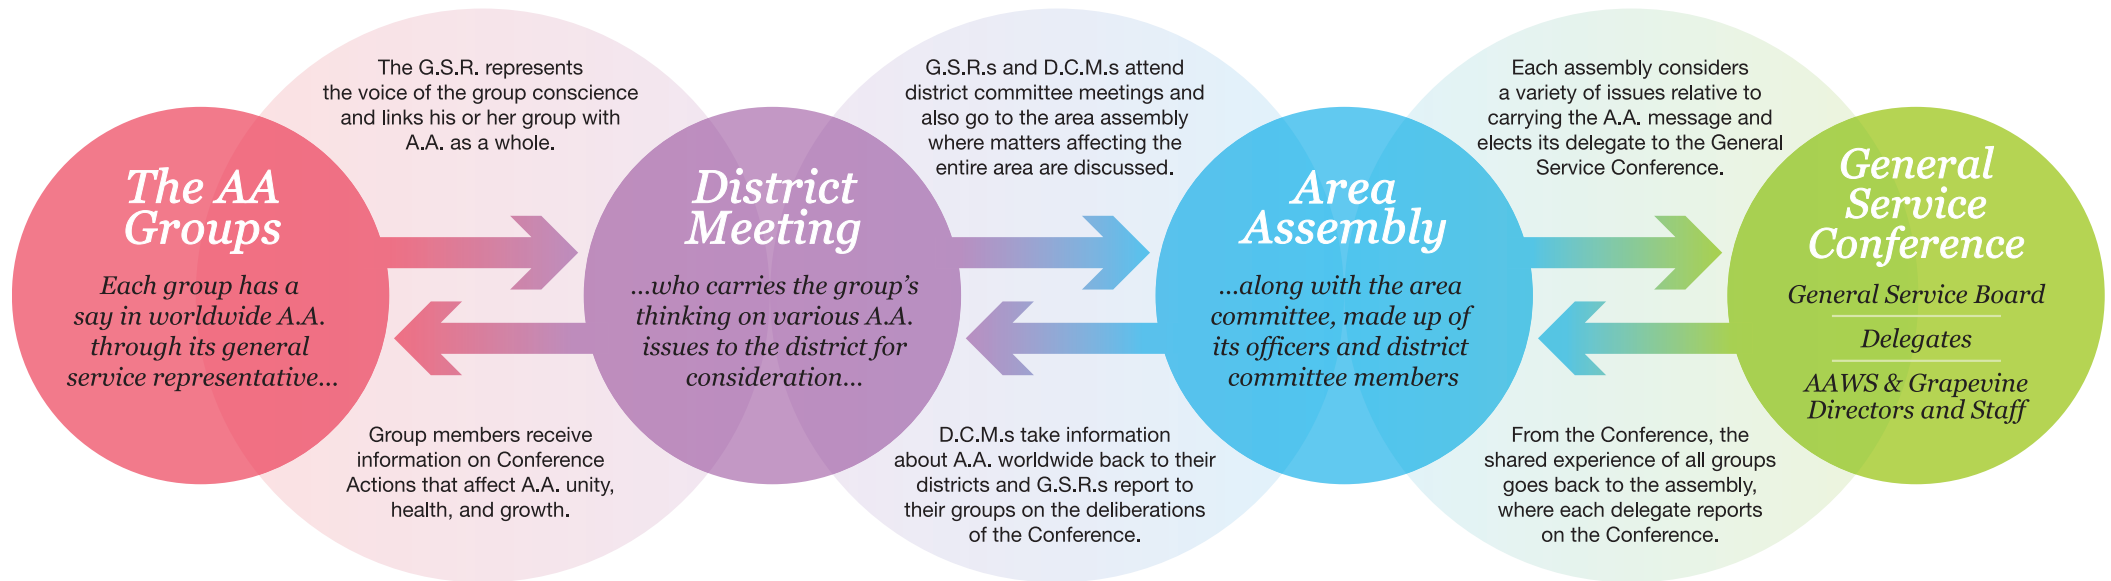 The AA
Groups
Each group has a
say in worldwide A.A.
through its general
service representative...
The G.S.R. represents
the voice of the group conscience
and links his or her group with
A.A. as a whole.
Group members receive
information on Conference
Actions that affect A.A. unity,
health, and growth.
District
Meeting
...who carries the group’s
thinking on various A.A.
issues to the district for
consideration...
G.S.R.s and D.C.M.s attend
district committee meetings and
also go to the area assembly
where matters affecting the
entire area are discussed.
D.C.M.s take information
about A.A. worldwide back to their
districts and G.S.R.s report to
their groups on the deliberations
of the Conference.
Area
Assembly
...along with the area
committee, made up of
its officers and district
committee members
Each assembly considers
a variety of issues relative to
carrying the A.A. message and
elects its delegate to the General
Service Conference.
From the Conference, the
shared experience of all groups
goes back to the assembly,
where each delegate reports
on the Conference.
General
Service
Conference
General Service Board
Delegates
AAWS & Grapevine
Directors and Staff